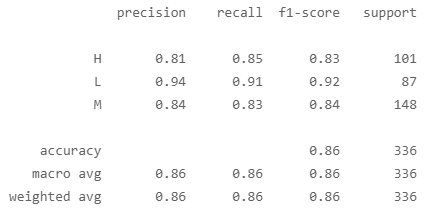 precision recall f1-score support
H 0.81 0.85 0.83 101
L 0.94 0.91 0.92 87
M 0.84 0.83 0.84 148
accuracy 0.86 336
macro avg 0.86 0.86 0.86 336
weighted avg 0.86 0.86 0.86 336